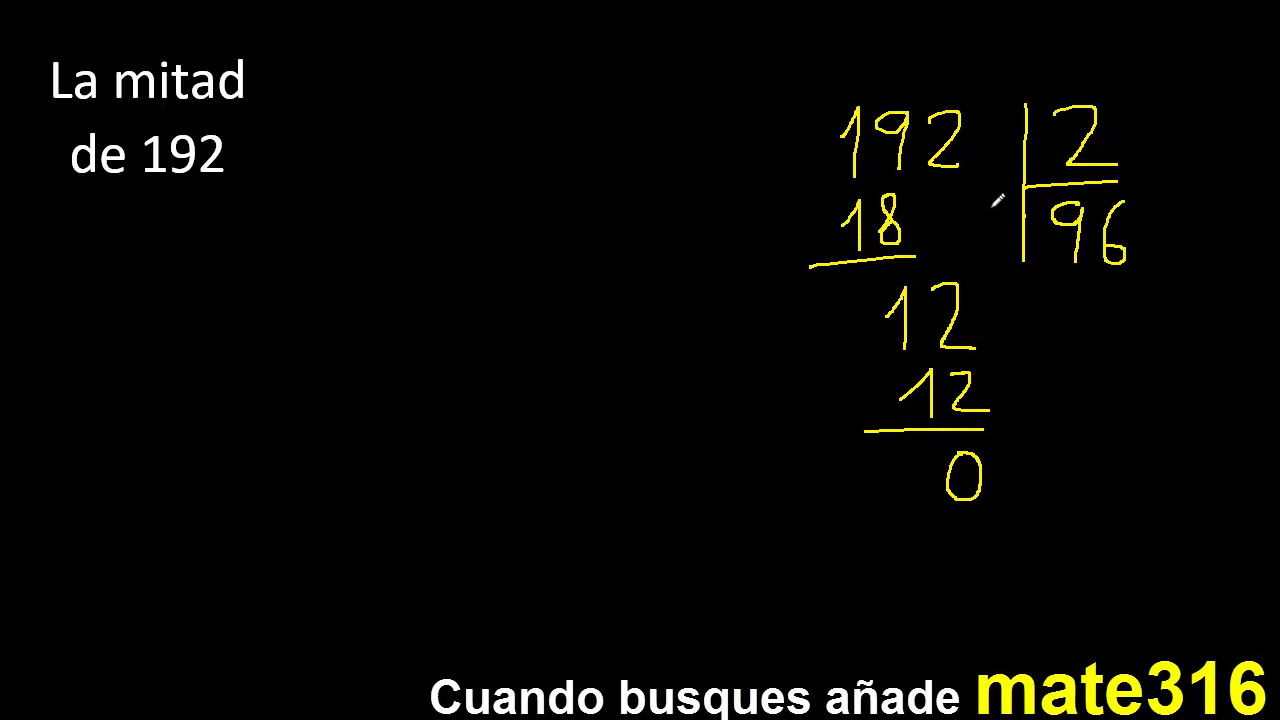 La mitad
de 192
192 2
18 96
12
12
0
Cuando busques añade mate316